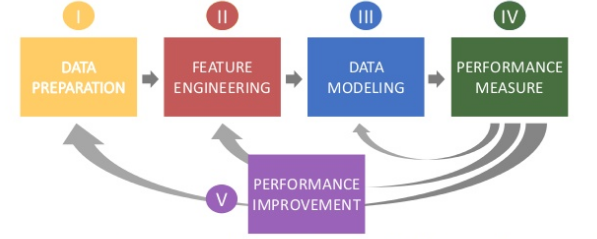 I
II
III
IV
DATA
PREPARATION
FEATURE
ENGINEERING
DATA
MODELING
PERFORMANCE
MEASURE
V
PERFORMANCE
IMPROVEMENT